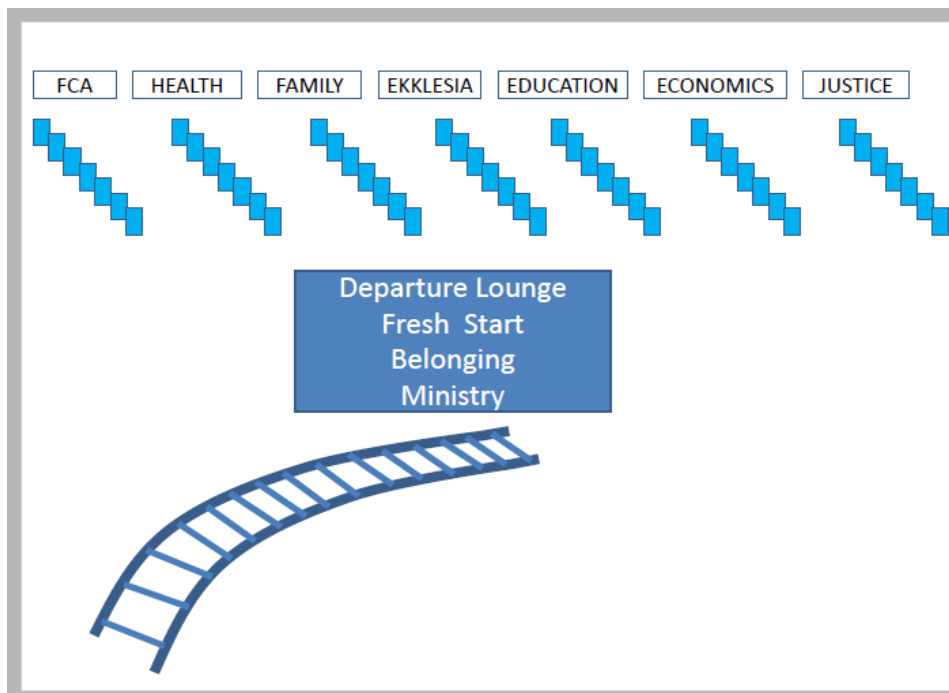 FCA HEALTH FAMILY EKKLESIA EDUCATION ECONOMICS JUSTICE
Departure Lounge
Fresh Start
Belonging
Ministry